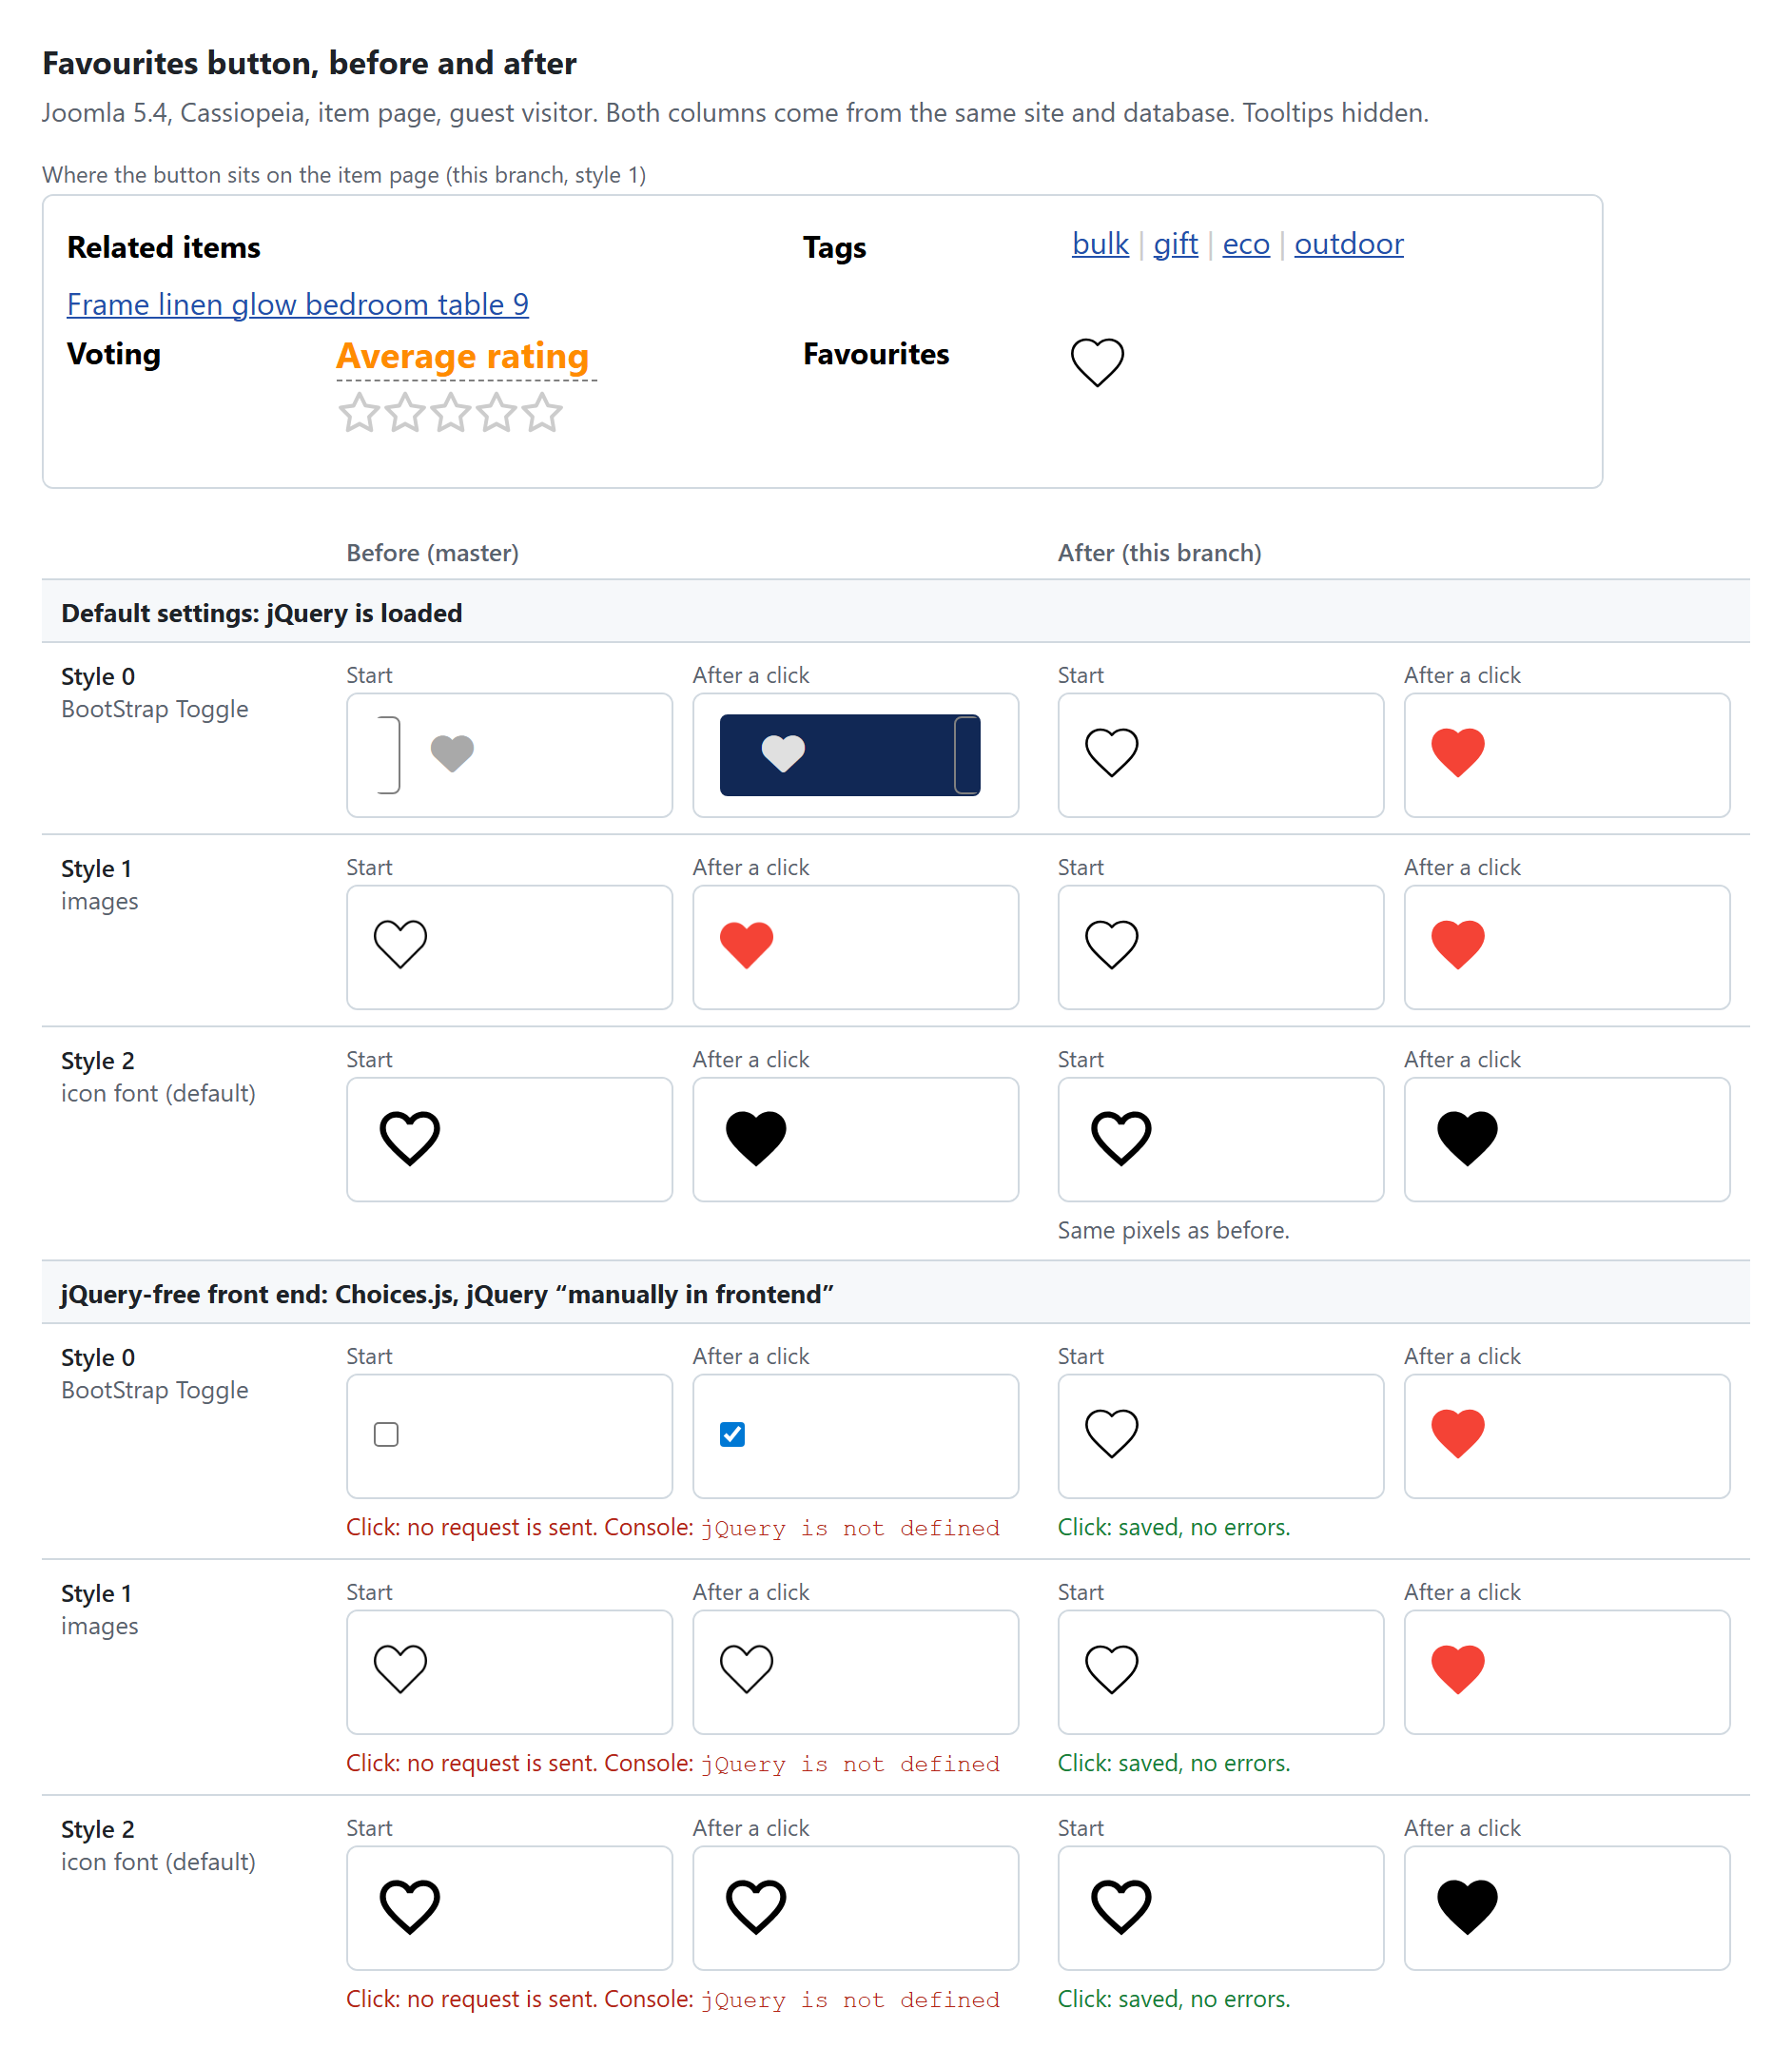 Favourites button, before and after
Joomla 5.4, Cassiopeia, item page, guest visitor. Both columns come from the same site and database. Tooltips hidden.
Where the button sits on the item page (this branch, style 1)
Related items
Tags
bulk | gift | eco | outdoor
Frame linen glow bedroom table 9
Voting
Average rating
Favourites
Before (master)
After (this branch)
Default settings: jQuery is loaded
Style 0
BootStrap Toggle
Start
After a click
Start
After a click
Style 1
images
Start
After a click
Start
After a click
Style 2
icon font (default)
Start
After a click
Start
After a click
Same pixels as before.
jQuery-free front end: Choices.js, jQuery “manually in frontend”
Style 0
BootStrap Toggle
Start
After a click
Start
After a click
Click: no request is sent. Console: jQuery is not defined
Click: saved, no errors.
Style 1
images
Start
After a click
Start
After a click
Click: no request is sent. Console: jQuery is not defined
Click: saved, no errors.
Style 2
icon font (default)
Start
After a click
Start
After a click
Click: no request is sent. Console: jQuery is not defined
Click: saved, no errors.